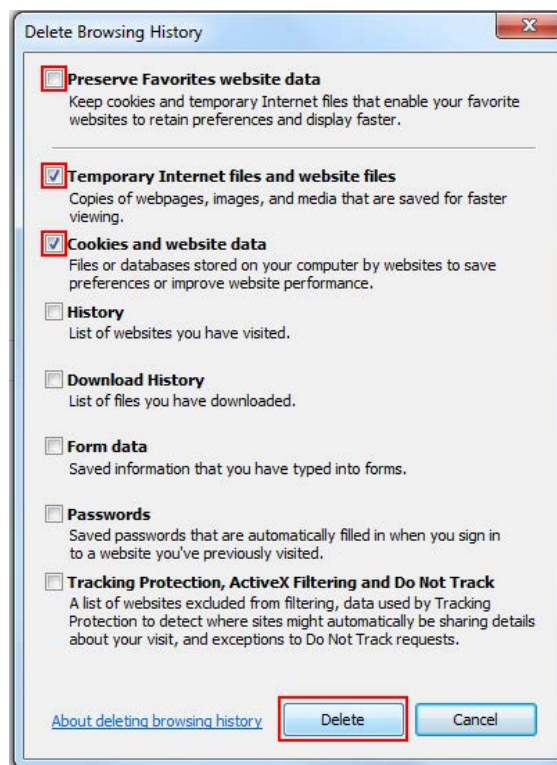 Delete Browsing History
Preserve Favorites website data
Keep cookies and temporary Internet files that enable your favorite
websites to retain preferences and display faster.
Temporary Internet files and website files
Copies of webpages, images, and media that are saved for faster
viewing.
Cookies and website data
Files or databases stored on your computer by websites to save
preferences or improve website performance.
History
List of websites you have visited.
Download History
List of files you have downloaded.
Form data
Saved information that you have typed into forms.
Passwords
Saved passwords that are automatically filled in when you sign in
to a website you've previously visited.
Tracking Protection, ActiveX Filtering and Do Not Track
A list of websites excluded from filtering, data used by Tracking
Protection to detect where sites might automatically be sharing details
about your visit, and exceptions to Do Not Track requests.
About deleting browsing history
Delete
Cancel